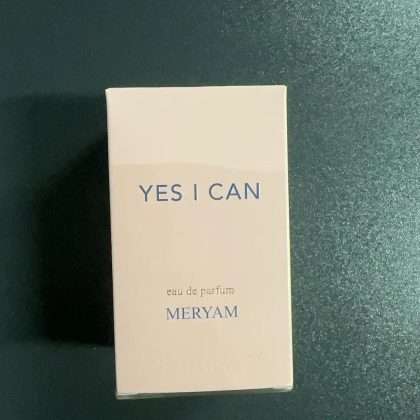 YES I CAN
eau de parfum
MERYAM